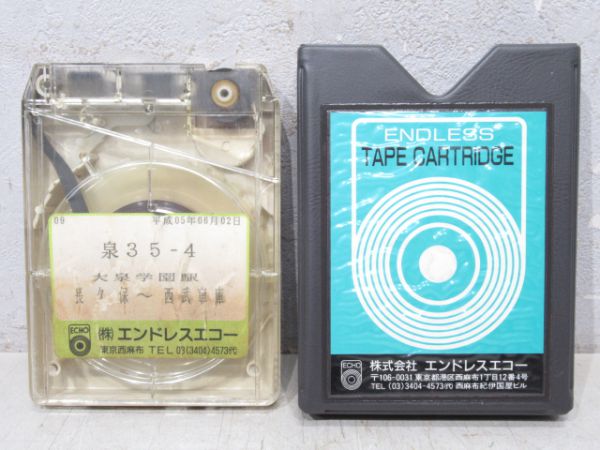 09 平成05年06月02日
泉35-4
大泉学園駅
長久保~西武車庫
ECHO
(株)エンドレスエコー
東京西麻布 TEL 03(3404)4573代
ENDLESS
TAPE CARTRIDGE
ECHO
株式会社 エンドレスエコー
〒106-0031 東京都港区西麻布1丁目12番4号
TEL(03)3404-4573代 西麻布紀伊国屋ビル